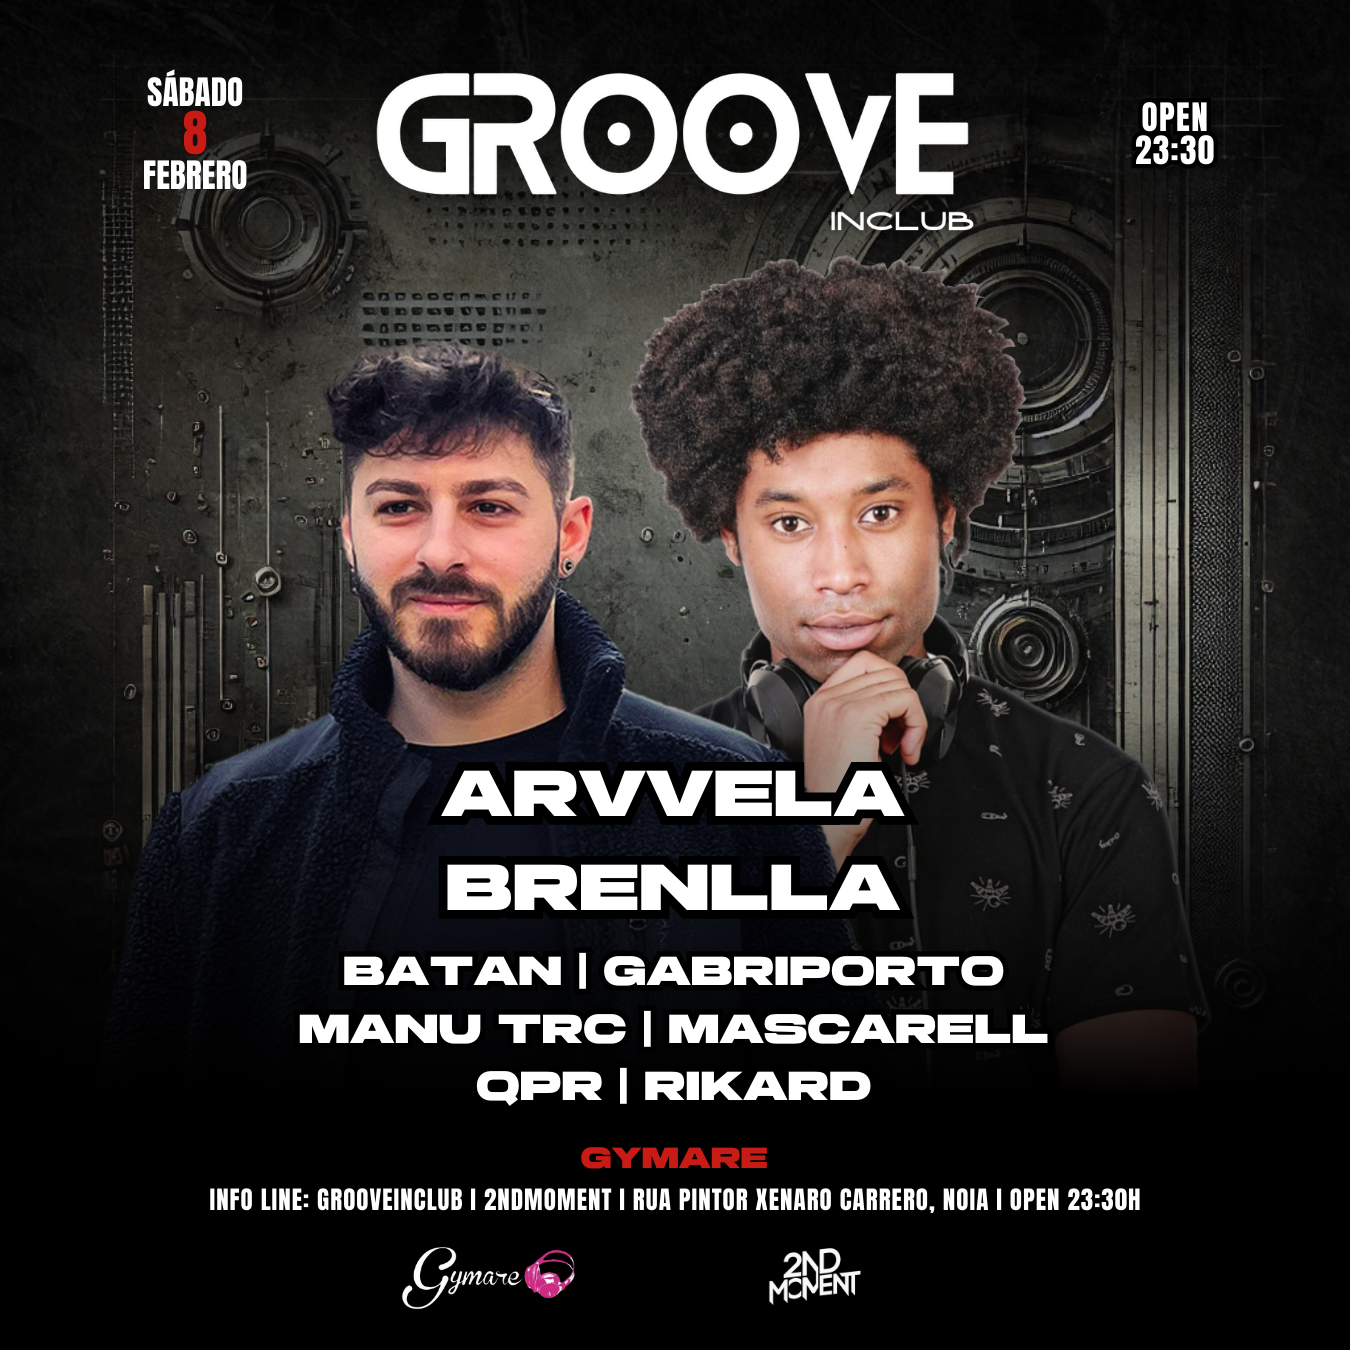 SÁBADO
8
FEBRERO
GROOVE
INCLUB
OPEN
23:30
ARVVELA
BRENLLA
BATAN | GABRIPORTO
MANU TRC | MASCARELL
QPR | RIKARD
GYMARE
INFO LINE: GROOVEINCLUB | 2NDMOMENT | RUA PINTOR XENARO CARRERO, NOIA | OPEN 23:30H
Gymare
2ND
MOMENT